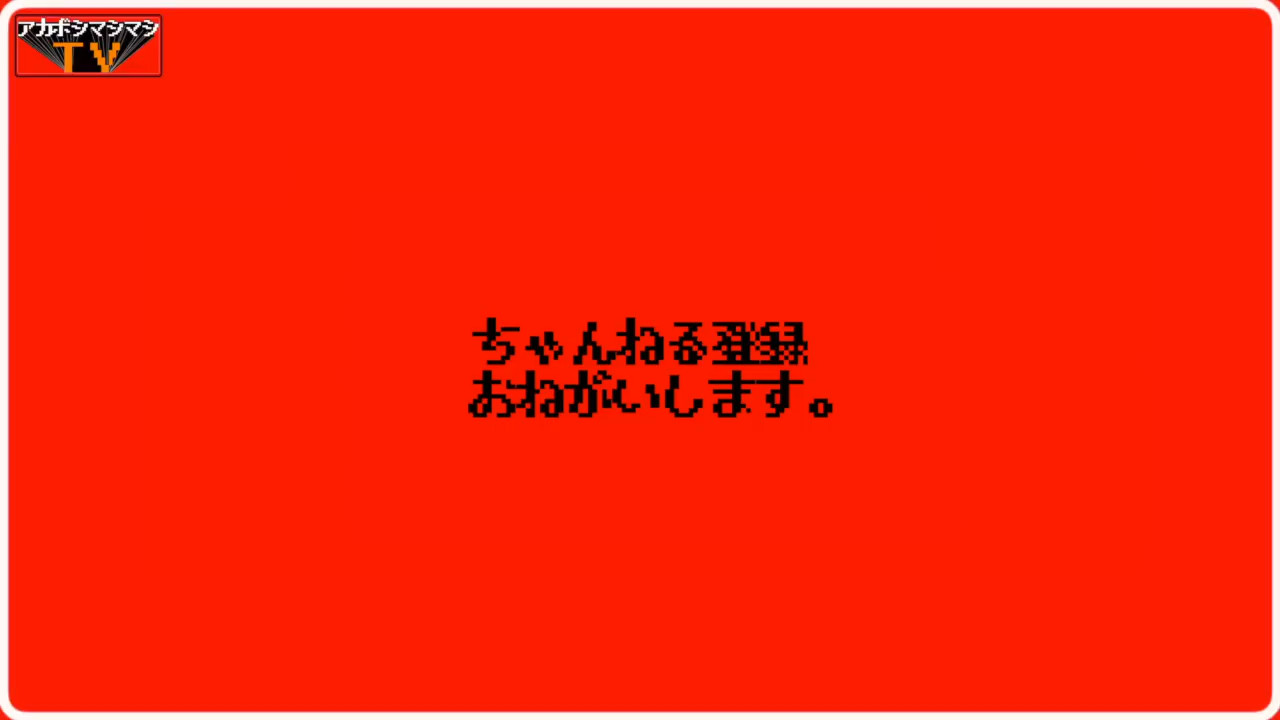 アカボシマシマシ
TV
ちゃんねる登録
おねがいします。